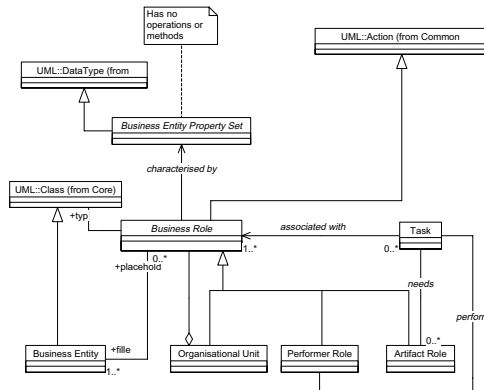 Has no
operations or
methods
UML::Action (from Common
UML::DataType (from
Business Entity Property Set
characterised by
UML::Class (from Core)
+typ
Business Role
associated with
Task
0..*
1..*
0..*
+placehold
needs
perform
+fille
0..*
Business Entity
1..*
Organisational Unit
Performer Role
Artifact Role